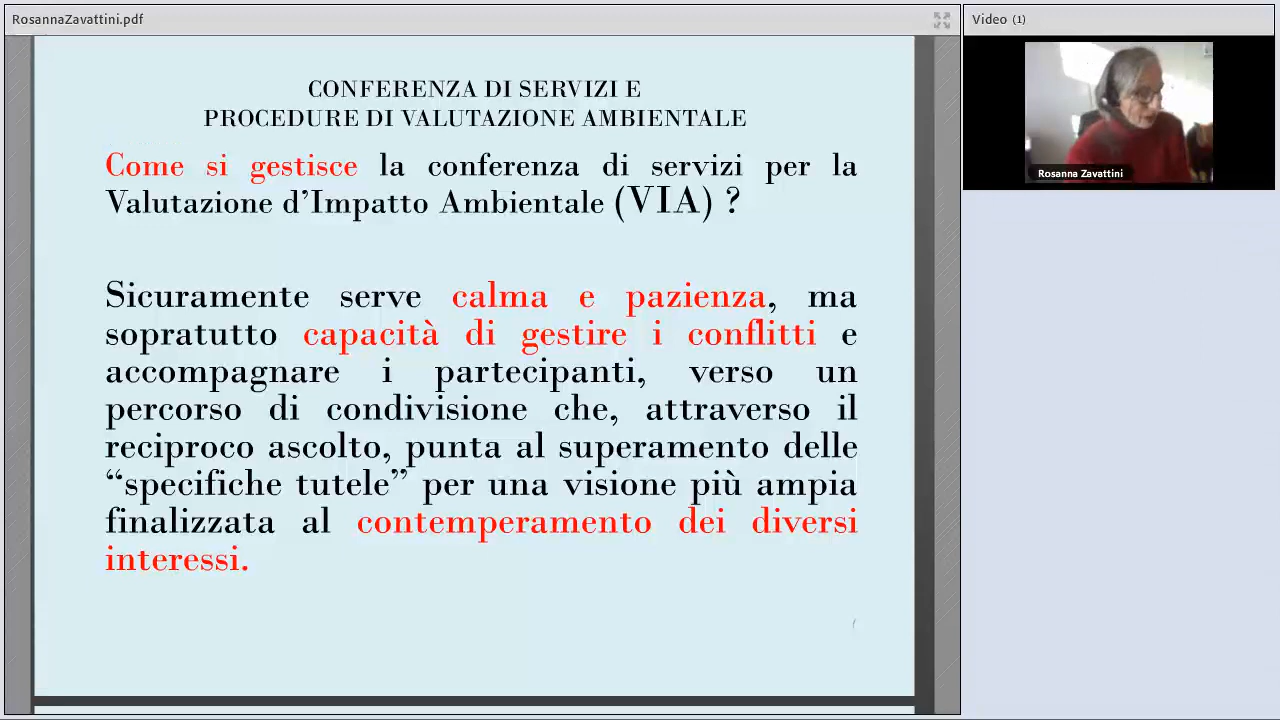 RosannaZavattini.pdf
Video (1)
Rosanna Zavattini
CONFERENZA DI SERVIZI E
PROCEDURE DI VALUTAZIONE AMBIENTALE
Come si gestisce la conferenza di servizi per la
Valutazione d’Impatto Ambientale (VIA) ?
Sicuramente serve calma e pazienza, ma
sopratutto capacità di gestire i conflitti e
accompagnare i partecipanti, verso un
percorso di condivisione che, attraverso il
reciproco ascolto, punta al superamento delle
“specifiche tutele” per una visione più ampia
finalizzata al contemperamento dei diversi
interessi.